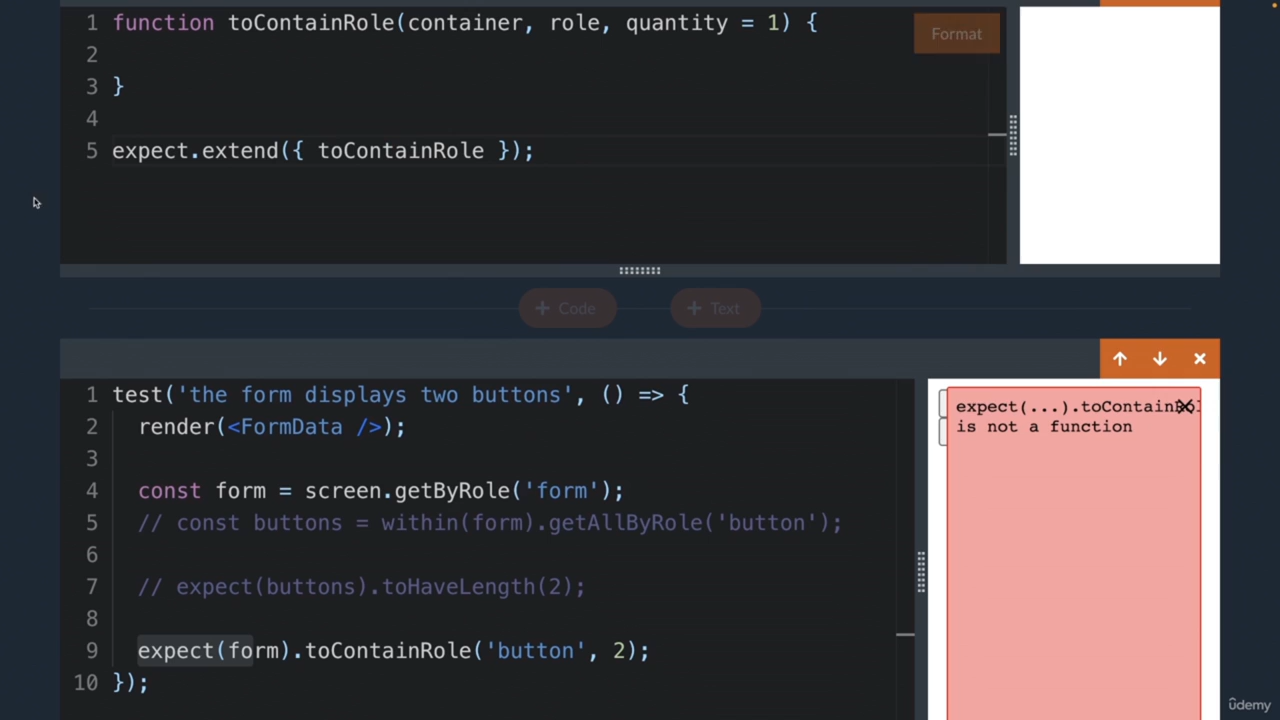 1 function toContainRole(container, role, quantity = 1) {
Format
2
3 }
4
5 expect.extend({ toContainRole });
+ Code
+ Text
1 test('the form displays two buttons', () => {
2 render(<FormData />);
3
4 const form = screen.getByRole('form');
5 // const buttons = within(form).getAllByRole('button');
6
7 // expect(buttons).toHaveLength(2);
8
9 expect(form).toContainRole('button', 2);
10 });
expect(...).toContainRol
is not a function
ûdemy